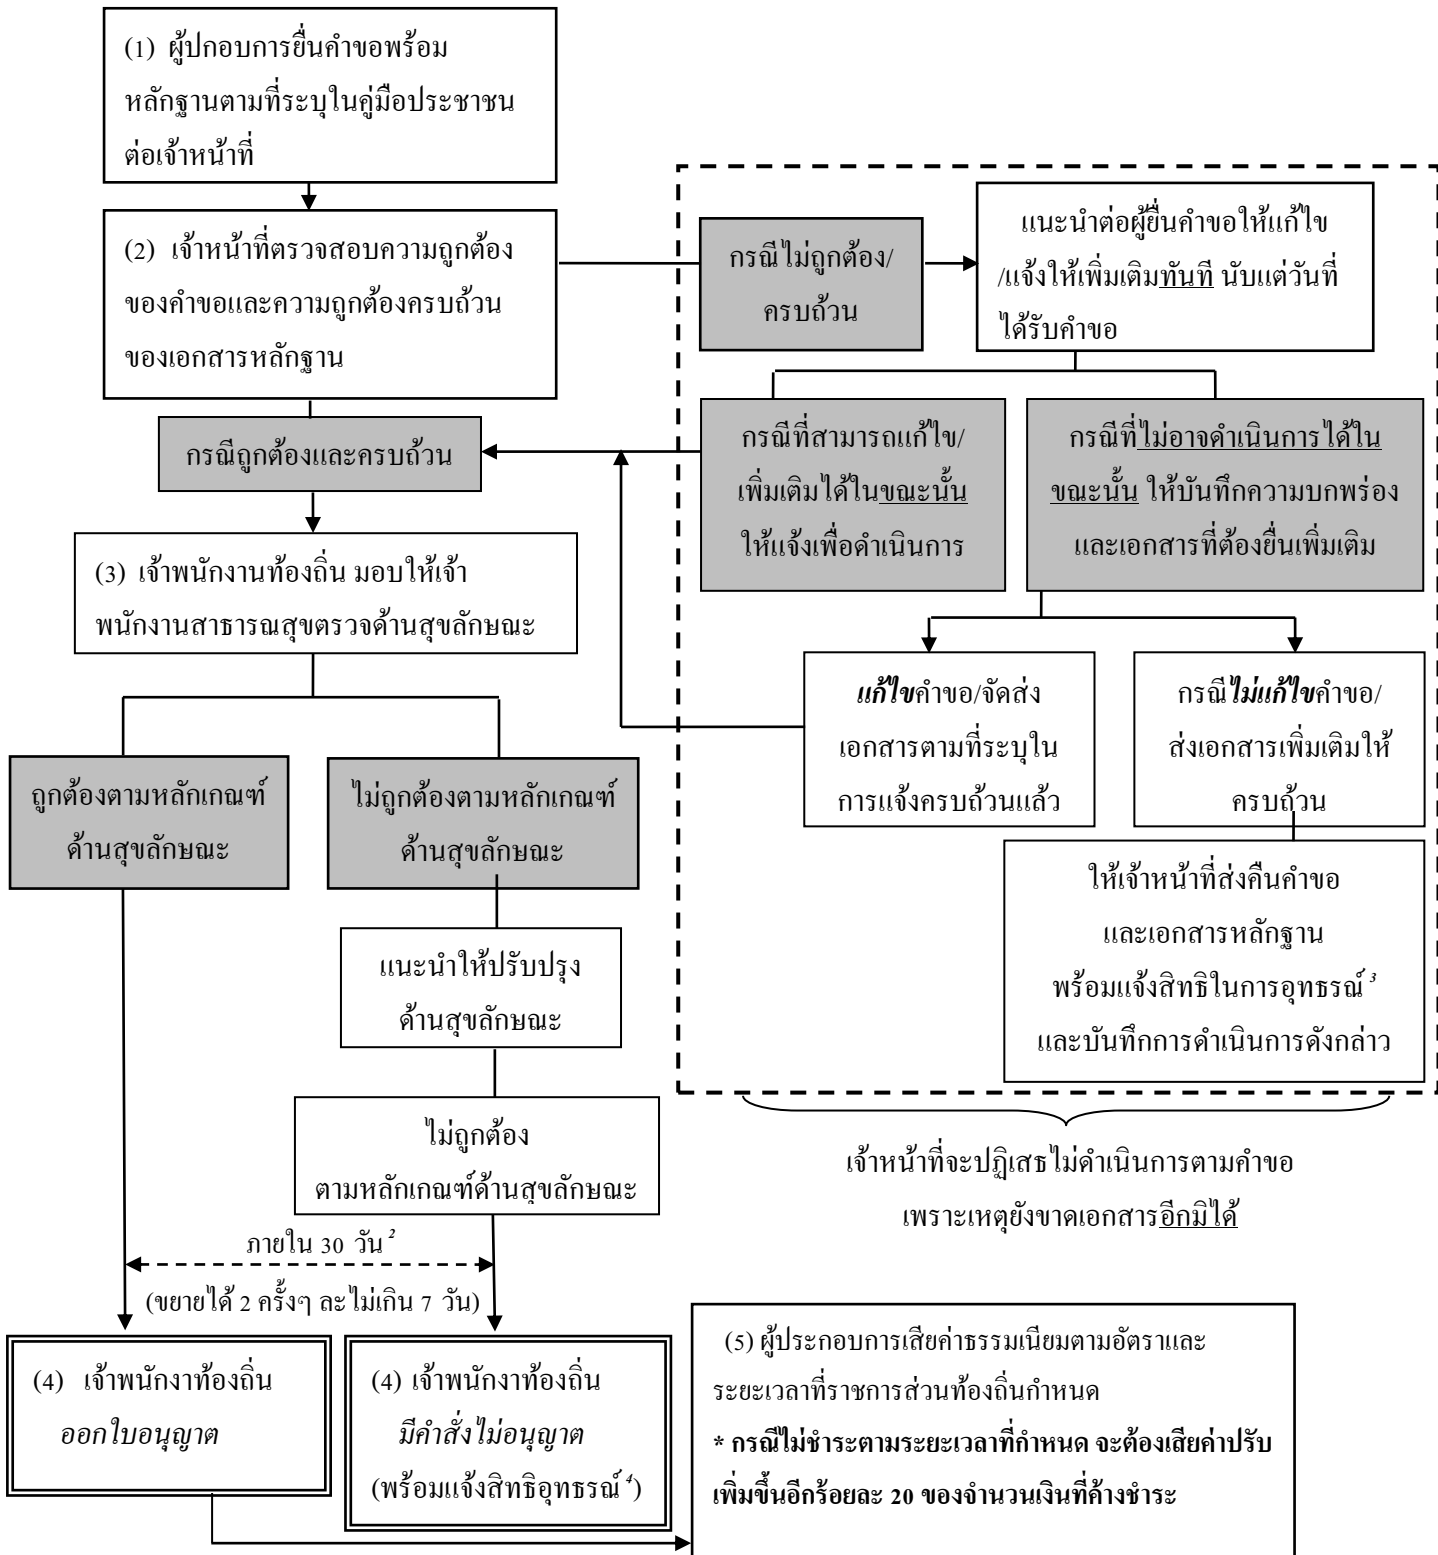 (1) ผู้ปกอบการยื่นคำขอพร้อม
หลักฐานตามที่ระบุในคู่มือประชาชน
ต่อเจ้าหน้าที่
(2) เจ้าหน้าที่ตรวจสอบความถูกต้อง
ของคำขอและความถูกต้องครบถ้วน
ของเอกสารหลักฐาน
กรณีไม่ถูกต้อง/
ครบถ้วน
แนะนำต่อผู้ยื่นคำขอให้แก้ไข
/แจ้งให้เพิ่มเติมทันที นับแต่วันที่
ได้รับคำขอ
กรณีถูกต้องและครบถ้วน
กรณีที่สามารถแก้ไข/
เพิ่มเติมได้ในขณะนั้น
ให้แจ้งเพื่อดำเนินการ
กรณีที่ไม่อาจดำเนินการได้ใน
ขณะนั้น ให้บันทึกความบกพร่อง
และเอกสารที่ต้องยื่นเพิ่มเติม
(3) เจ้าพนักงานท้องถิ่น มอบให้เจ้า
พนักงานสาธารณสุขตรวจด้านสุขลักษณะ
แก้ไขคำขอ/จัดส่ง
เอกสารตามที่ระบุใน
การแจ้งครบถ้วนแล้ว
กรณีไม่แก้ไขคำขอ/
ส่งเอกสารเพิ่มเติมให้
ครบถ้วน
ถูกต้องตามหลักเกณฑ์
ด้านสุขลักษณะ
ไม่ถูกต้องตามหลักเกณฑ์
ด้านสุขลักษณะ
ให้เจ้าหน้าที่ส่งคืนคำขอ
และเอกสารหลักฐาน
พร้อมแจ้งสิทธิในการอุทธรณ์ 3
และบันทึกการดำเนินการดังกล่าว
แนะนำให้ปรับปรุง
ด้านสุขลักษณะ
ไม่ถูกต้อง
ตามหลักเกณฑ์ด้านสุขลักษณะ
เจ้าหน้าที่จะปฏิเสธไม่ดำเนินการตามคำขอ
เพราะเหตุยังขาดเอกสารอีกมิได้
ภายใน 30 วัน 2
(ขยายได้ 2 ครั้งๆ ละไม่เกิน 7 วัน)
(4) เจ้าพนักงาท้องถิ่น
ออกใบอนุญาต
(4) เจ้าพนักงาท้องถิ่น
มีคำสั่งไม่อนุญาต
(พร้อมแจ้งสิทธิอุทธรณ์ 4)
(5) ผู้ประกอบการเสียค่าธรรมเนียมตามอัตราและ
ระยะเวลาที่ราชการส่วนท้องถิ่นกำหนด
* กรณีไม่ชำระตามระยะเวลาที่กำหนด จะต้องเสียค่าปรับ
เพิ่มขึ้นอีกร้อยละ 20 ของจำนวนเงินที่ค้างชำระ